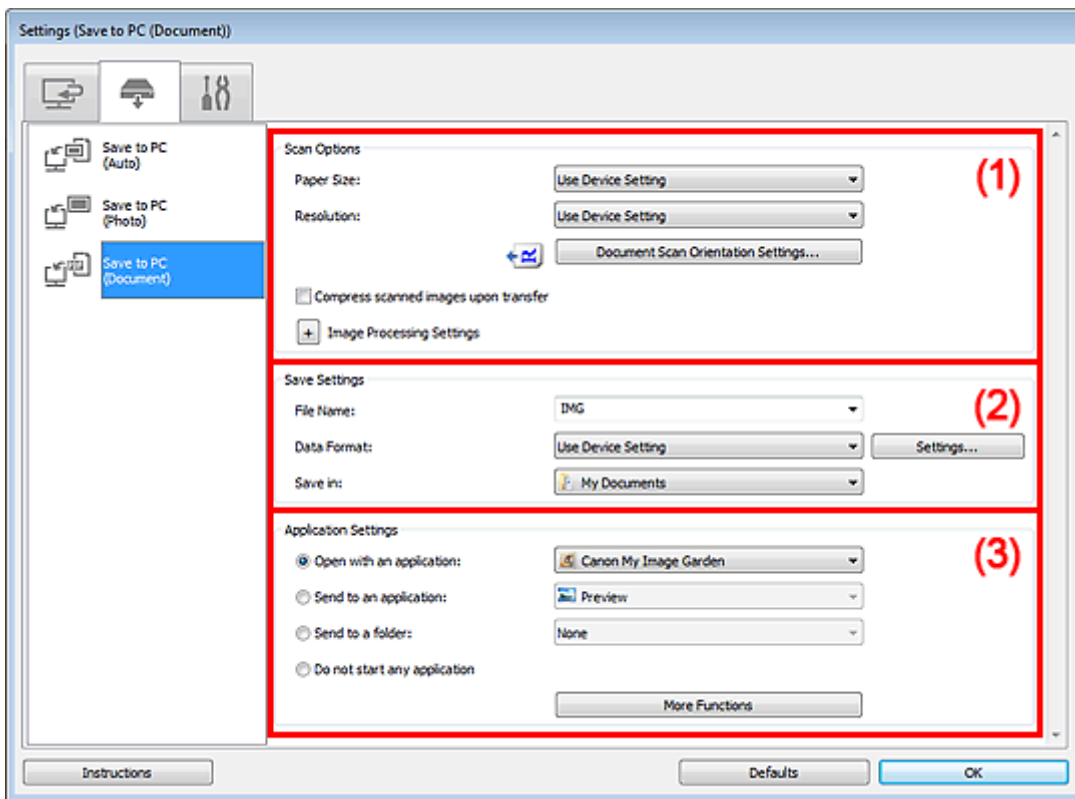 Settings (Save to PC (Document))
Save to PC
(Auto)
Save to PC
(Photo)
Save to PC
(Document)
Scan Options
(1)
Paper Size: Use Device Setting
Resolution: Use Device Setting
Document Scan Orientation Settings...
Compress scanned images upon transfer
+ Image Processing Settings
Save Settings
(2)
File Name: IMG
Data Format: Use Device Setting Settings...
Save in: My Documents
Application Settings
(3)
Open with an application: Canon My Image Garden
Send to an application: Preview
Send to a folder: None
Do not start any application
More Functions
Instructions Defaults OK